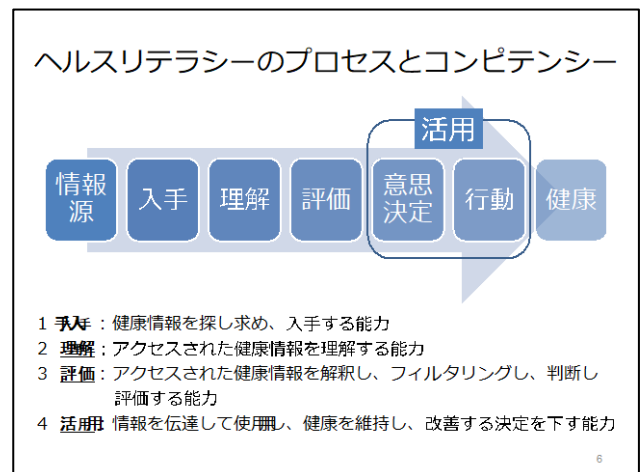 ヘルスリテラシーのプロセスとコンピテンシー
活用
情報
源
入手
理解
評価
意思
決定
行動
健康
1 入手：健康情報を探し求め、入手する能力
2 理解：アクセスされた健康情報を理解する能力
3 評価：アクセスされた健康情報を解釈し、フィルタリングし、判断し
評価する能力
4 活用：情報を伝達して使用し、健康を維持し、改善する決定を下す能力
6